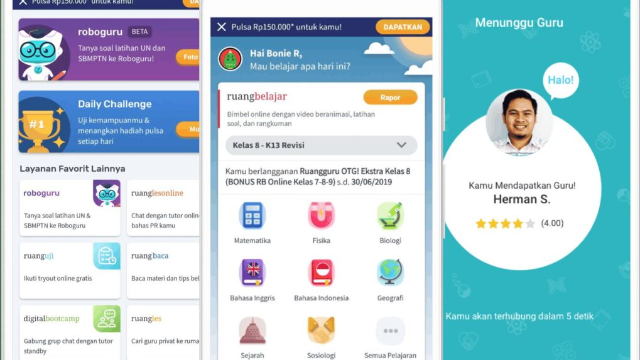 Pulsa Rp150.000* untuk kamu!
roboguru BETA
Tanya soal latihan UN dan
SBMPTN ke Roboguru!
Foto
Daily Challenge
Uji kemampuanmu &
menangkan hadiah pulsa
setiap hari
#1
Layanan Favorit Lainnya
roboguru
Tanya soal latihan UN &
SBMPTN ke Roboguru!
ruanglesonline
Chat dengan tutor online
bahas PR kamu
ruanguji
Ikuti tryout online gratis
ruangbaca
Baca materi dan tips bel
digitalbootcamp
Gabung grup chat dengan tutor
standby
ruangles
Cari guru privat ke rumah
Pulsa Rp150.000* untuk kamu!
DAPATKAN
Hai Bonie R,
Mau belajar apa hari ini?
ruangbelajar
Rapor
Bimbel online dengan video beranimasi, latihan
soal, dan rangkuman
Kelas 8 - K13 Revisi
Kamu berlangganan Ruangguru OTG! Ekstra Kelas 8
(BONUS RB Online Kelas 7-8-9) s.d. 30/06/2019
Matematika
Fisika
Biologi
Bahasa Inggris
Bahasa Indonesia
Geografi
Sejarah
Sosiologi
Semua Pelajaran
Menunggu Guru
Halo!
Kamu Mendapatkan Guru!
Herman S.
(4.00)
Kamu akan terhubung dalam 5 detik